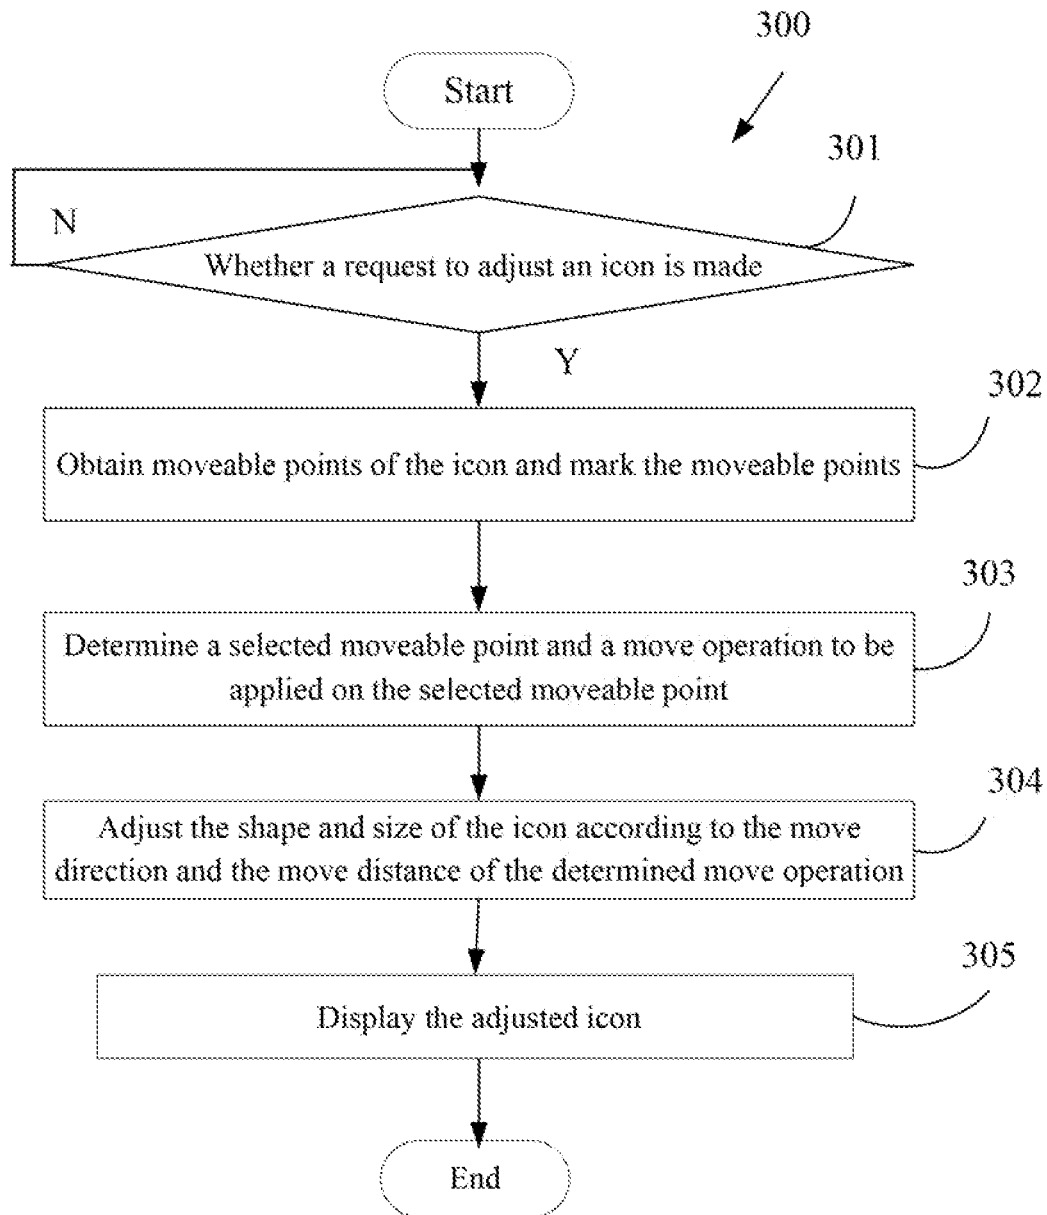 300
Start
301
N
Whether a request to adjust an icon is made
Y
302
Obtain moveable points of the icon and mark the moveable points
303
Determine a selected moveable point and a move operation to be
applied on the selected moveable point
304
Adjust the shape and size of the icon according to the move
direction and the move distance of the determined move operation
305
Display the adjusted icon
End